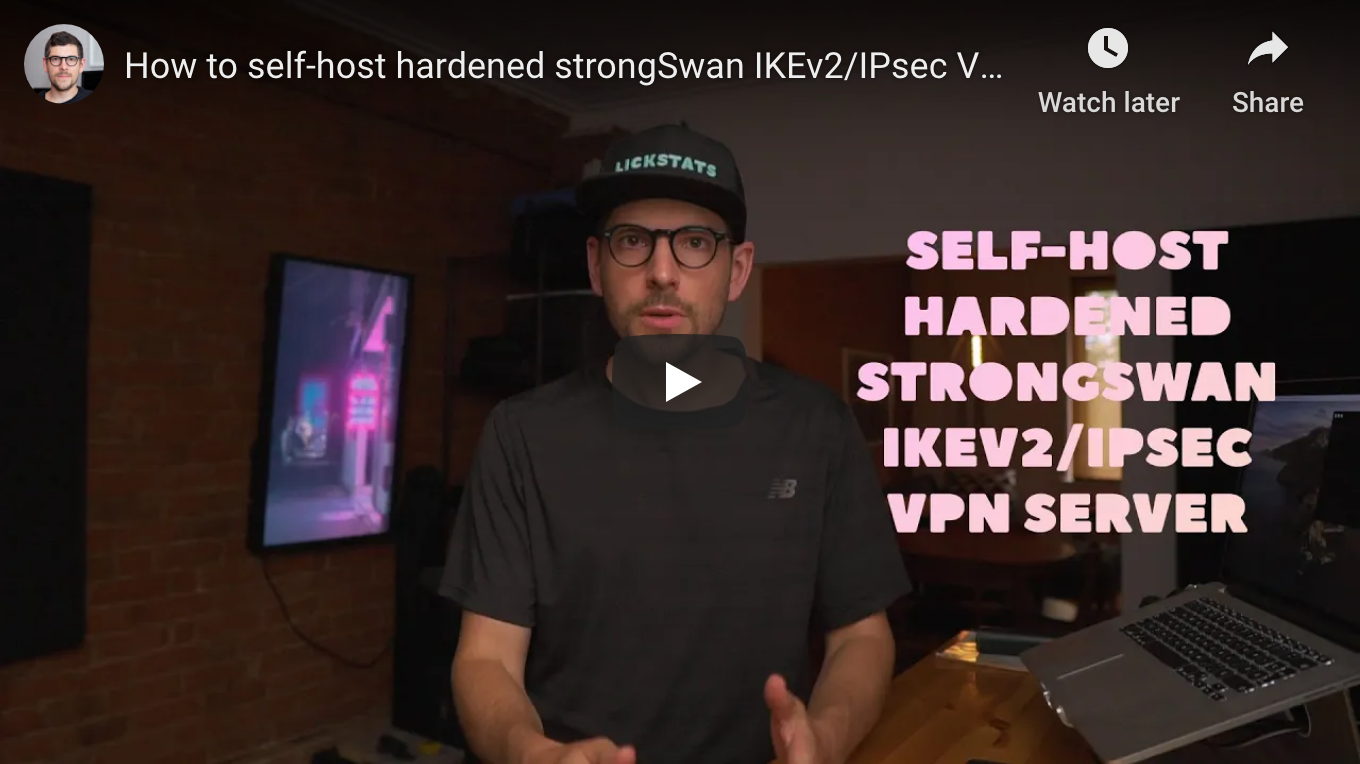 How to self-host hardened strongSwan IKEv2/IPsec V...
Watch later
Share
LICKSTATS
SELF-HOST
HARDENED
STRONGSWAN
IKEV2/IPSEC
VPN SERVER
NB